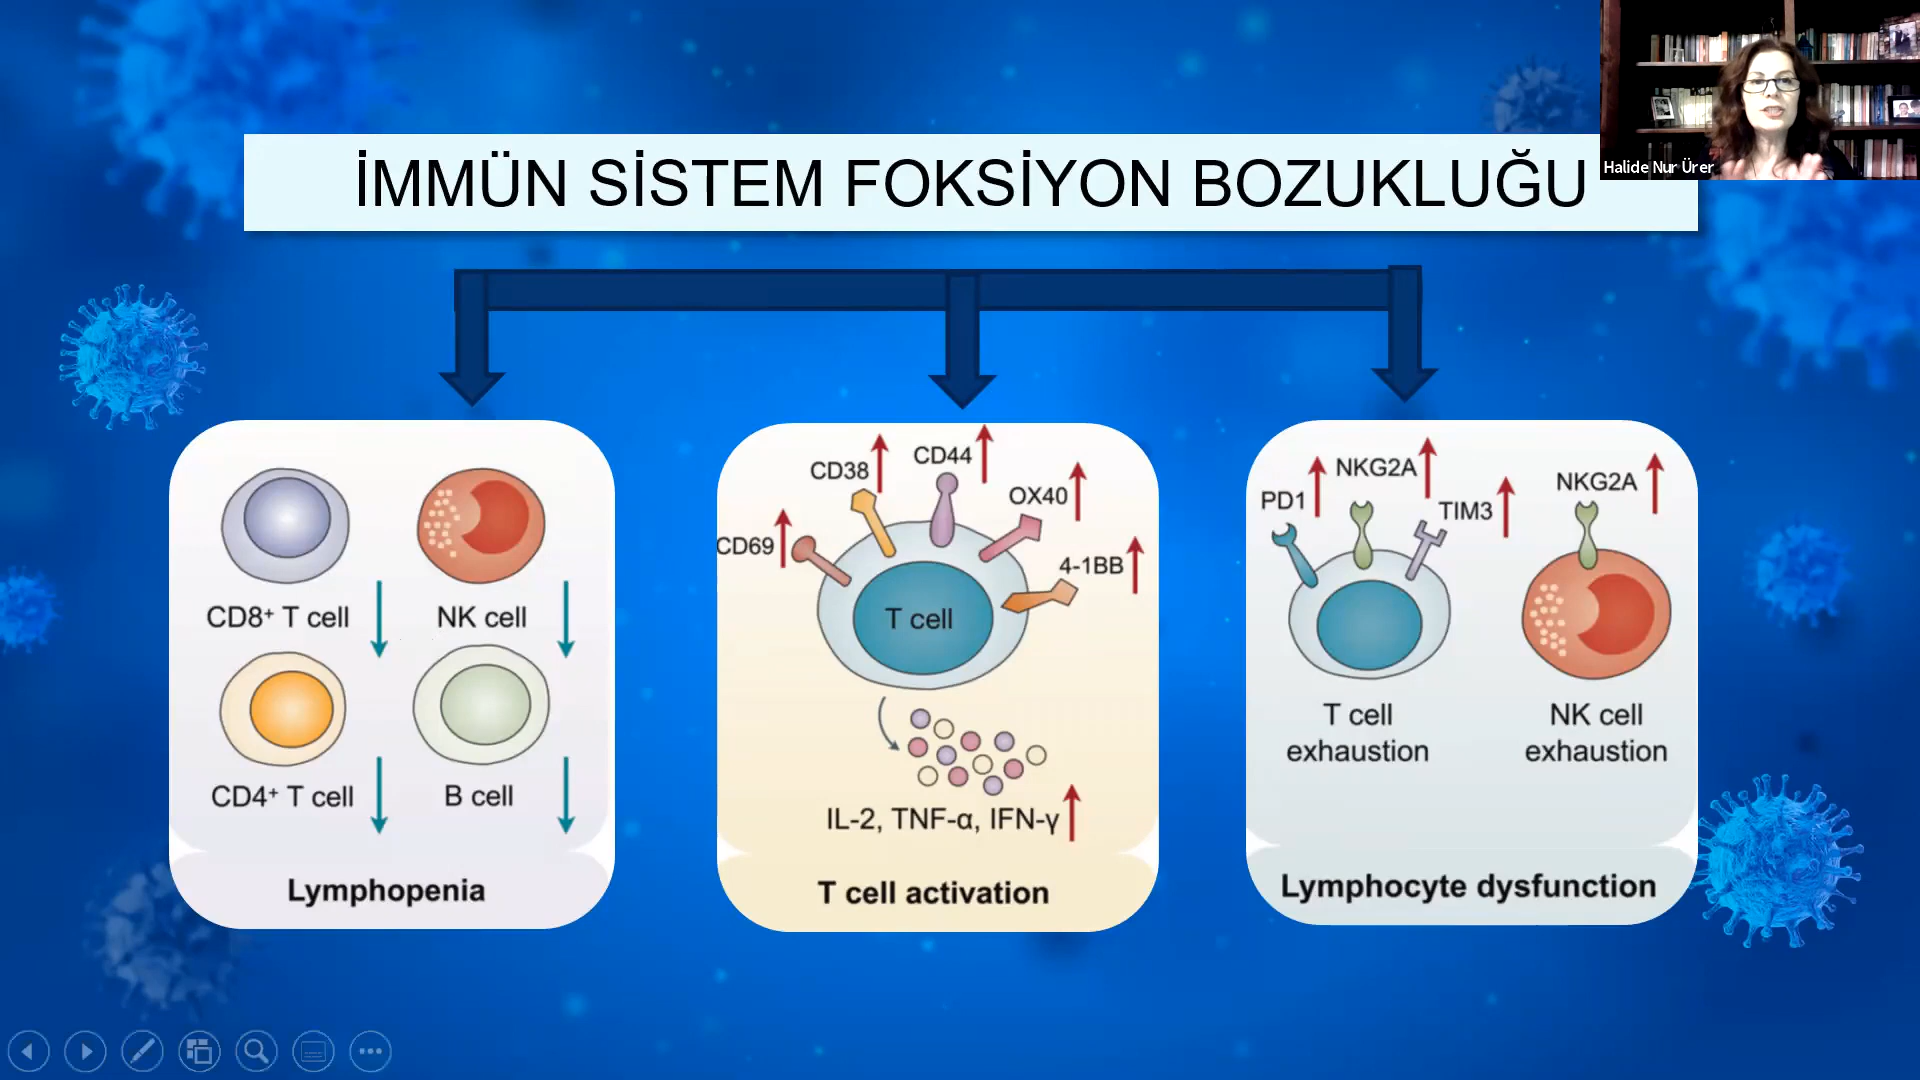 İMMÜN SİSTEM FOKSİYON BOZUKLUĞU
Halide Nur Ürer
CD8⁺ T cell
NK cell
CD4⁺ T cell
B cell
Lymphopenia
CD69
CD38
CD44
OX40
4-1BB
T cell
IL-2, TNF-α, IFN-γ
T cell activation
PD1
NKG2A
TIM3
NKG2A
T cell
exhaustion
NK cell
exhaustion
Lymphocyte dysfunction